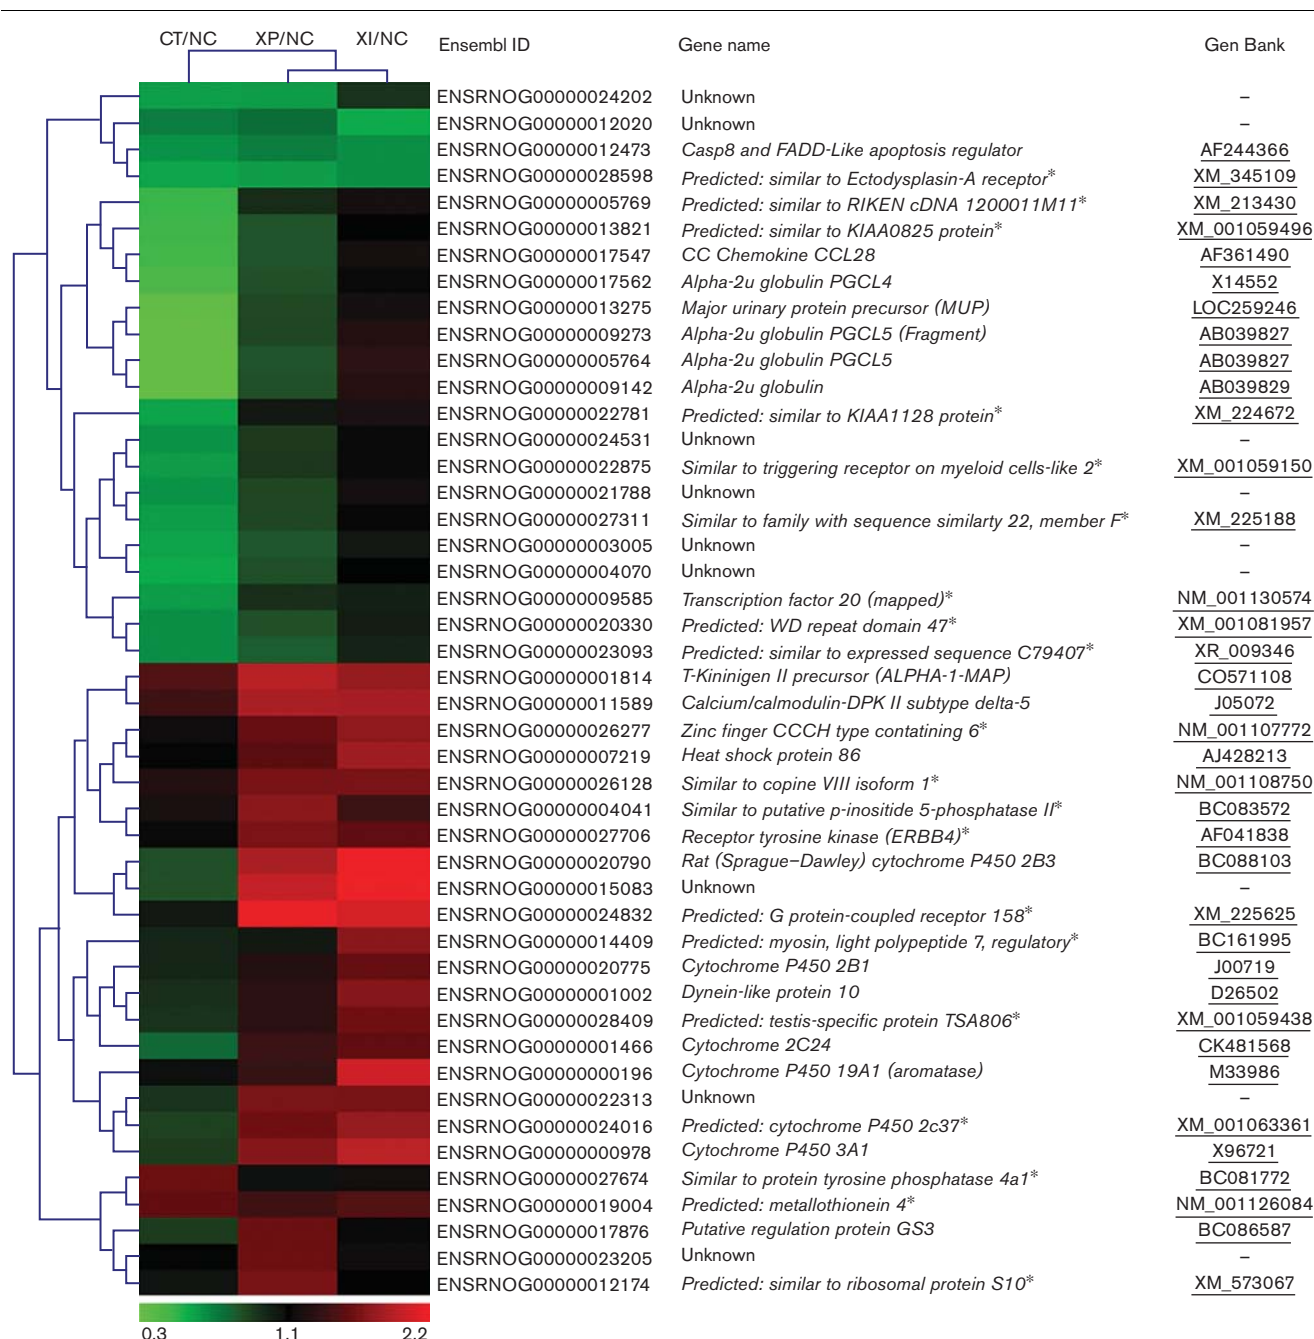 CT/NC XP/NC XI/NC Ensembl ID Gene name Gen Bank
ENSRNOG00000024202 Unknown –
ENSRNOG00000012020 Unknown –
ENSRNOG00000012473 Casp8 and FADD-Like apoptosis regulator AF244366
ENSRNOG00000028598 Predicted: similar to Ectodysplasin-A receptor* XM_345109
ENSRNOG00000005769 Predicted: similar to RIKEN cDNA 1200011M11* XM_213430
ENSRNOG00000013821 Predicted: similar to KIAA0825 protein* XM_001059496
ENSRNOG00000017547 CC Chemokine CCL28 AF361490
ENSRNOG00000017562 Alpha-2u globulin PGCL4 X14552
ENSRNOG00000013275 Major urinary protein precursor (MUP) LOC259246
ENSRNOG00000009273 Alpha-2u globulin PGCL5 (Fragment) AB039827
ENSRNOG00000005764 Alpha-2u globulin PGCL5 AB039827
ENSRNOG00000009142 Alpha-2u globulin AB039829
ENSRNOG00000022781 Predicted: similar to KIAA1128 protein* XM_224672
ENSRNOG00000024531 Unknown –
ENSRNOG00000022875 Similar to triggering receptor on myeloid cells-like 2* XM_001059150
ENSRNOG00000021788 Unknown –
ENSRNOG00000027311 Similar to family with sequence similarty 22, member F* XM_225188
ENSRNOG00000003005 Unknown –
ENSRNOG00000004070 Unknown –
ENSRNOG00000009585 Transcription factor 20 (mapped)* NM_001130574
ENSRNOG00000020330 Predicted: WD repeat domain 47* XM_001081957
ENSRNOG00000023093 Predicted: similar to expressed sequence C79407* XR_009346
ENSRNOG00000001814 T-Kininigen II precursor (ALPHA-1-MAP) CO571108
ENSRNOG00000011589 Calcium/calmodulin-DPK II subtype delta-5 J05072
ENSRNOG00000026277 Zinc finger CCCH type contatining 6* NM_001107772
ENSRNOG00000007219 Heat shock protein 86 AJ428213
ENSRNOG00000026128 Similar to copine VIII isoform 1* NM_001108750
ENSRNOG00000004041 Similar to putative p-inositide 5-phosphatase II* BC083572
ENSRNOG00000027706 Receptor tyrosine kinase (ERBB4)* AF041838
ENSRNOG00000020790 Rat (Sprague–Dawley) cytochrome P450 2B3 BC088103
ENSRNOG00000015083 Unknown –
ENSRNOG00000024832 Predicted: G protein-coupled receptor 158* XM_225625
ENSRNOG00000014409 Predicted: myosin, light polypeptide 7, regulatory* BC161995
ENSRNOG00000020775 Cytochrome P450 2B1 J00719
ENSRNOG00000001002 Dynein-like protein 10 D26502
ENSRNOG00000028409 Predicted: testis-specific protein TSA806* XM_001059438
ENSRNOG00000001466 Cytochrome 2C24 CK481568
ENSRNOG00000000196 Cytochrome P450 19A1 (aromatase) M33986
ENSRNOG00000022313 Unknown –
ENSRNOG00000024016 Predicted: cytochrome P450 2c37* XM_001063361
ENSRNOG00000000978 Cytochrome P450 3A1 X96721
ENSRNOG00000027674 Similar to protein tyrosine phosphatase 4a1* BC081772
ENSRNOG00000019004 Predicted: metallothionein 4* NM_001126084
ENSRNOG00000017876 Putative regulation protein GS3 BC086587
ENSRNOG00000023205 Unknown –
ENSRNOG00000012174 Predicted: similar to ribosomal protein S10* XM_573067
0.3 1.1 2.2